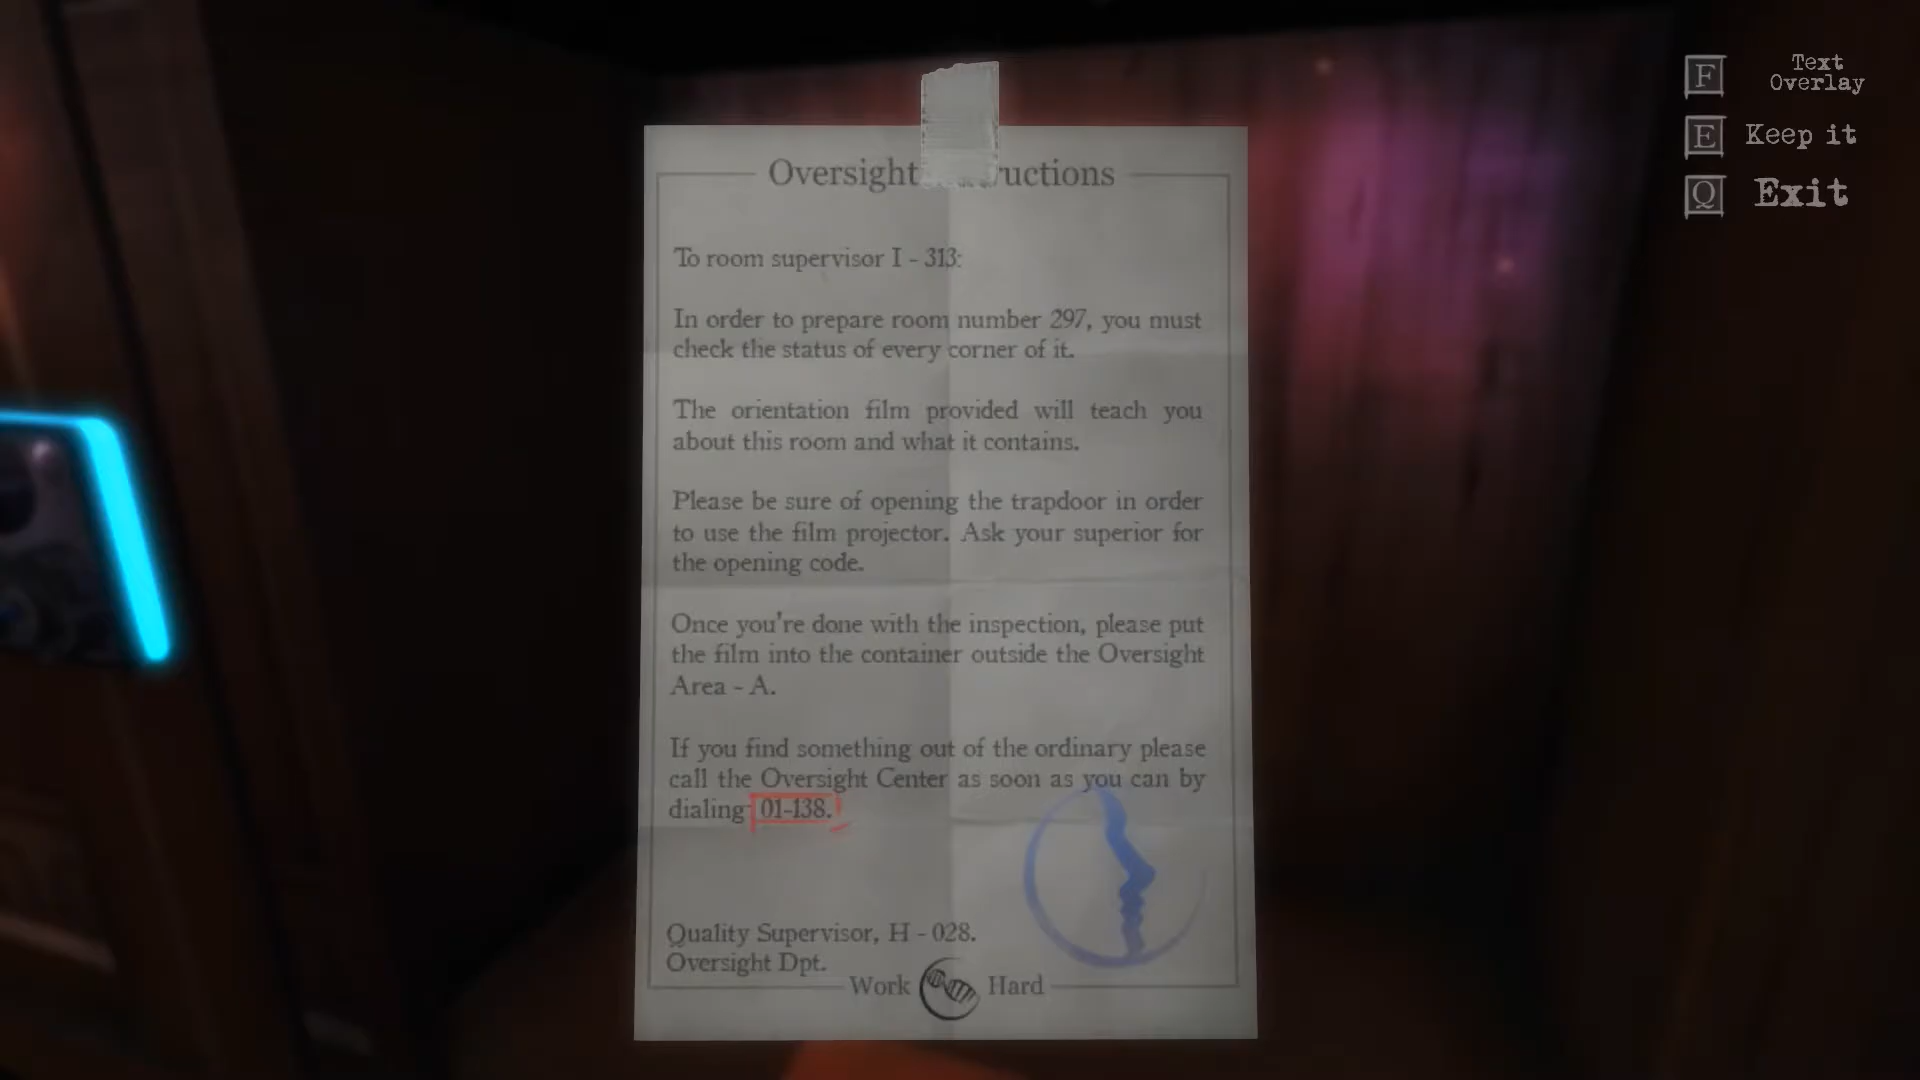 Oversight ructions
To room supervisor I - 313:
In order to prepare room number 297, you must
check the status of every corner of it.
The orientation film provided will teach you
about this room and what it contains.
Please be sure of opening the trapdoor in order
to use the film projector. Ask your superior for
the opening code.
Once you're done with the inspection, please put
the film into the container outside the Oversight
Area - A.
If you find something out of the ordinary please
call the Oversight Center as soon as you can by
dialing 01-138.
Quality Supervisor, H - 028.
Oversight Dpt.
Work Hard
F Text
Overlay
E Keep it
Q Exit